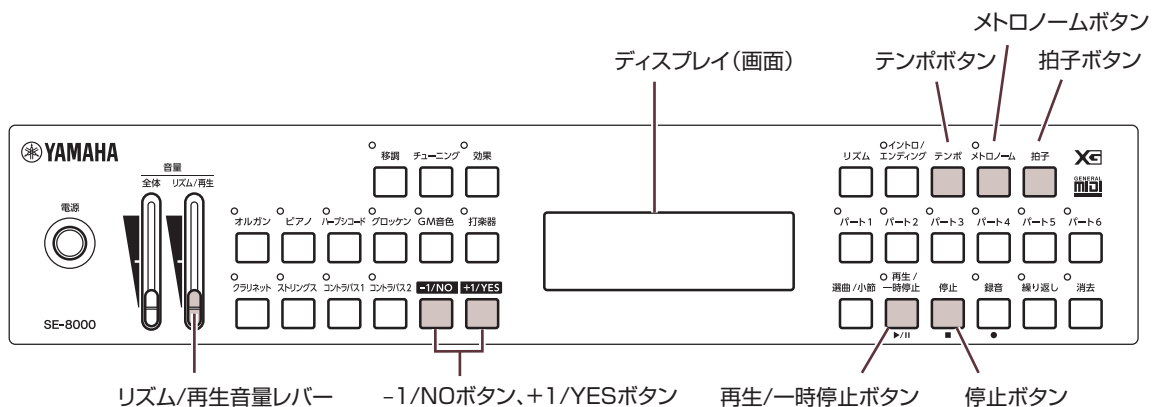 メトロノームボタン
ディスプレイ(画面) テンポボタン 拍子ボタン
YAMAHA
音量
全体 リズム/再生
電源
SE-8000
移調 チューニング 効果
オルガン ピアノ ハープシコード グロッケン GM音色 打楽器
クラリネット ストリングス コントラバス1 コントラバス2 -1/NO +1/YES
リズム イントロ/エンディング テンポ メトロノーム 拍子
XG
GENERAL
MIDI
パート1 パート2 パート3 パート4 パート5 パート6
選曲/小節 再生/一時停止 停止 録音 繰り返し 消去
▶/II ■ ●
リズム/再生音量レバー –1/NOボタン、+1/YESボタン 再生/一時停止ボタン 停止ボタン